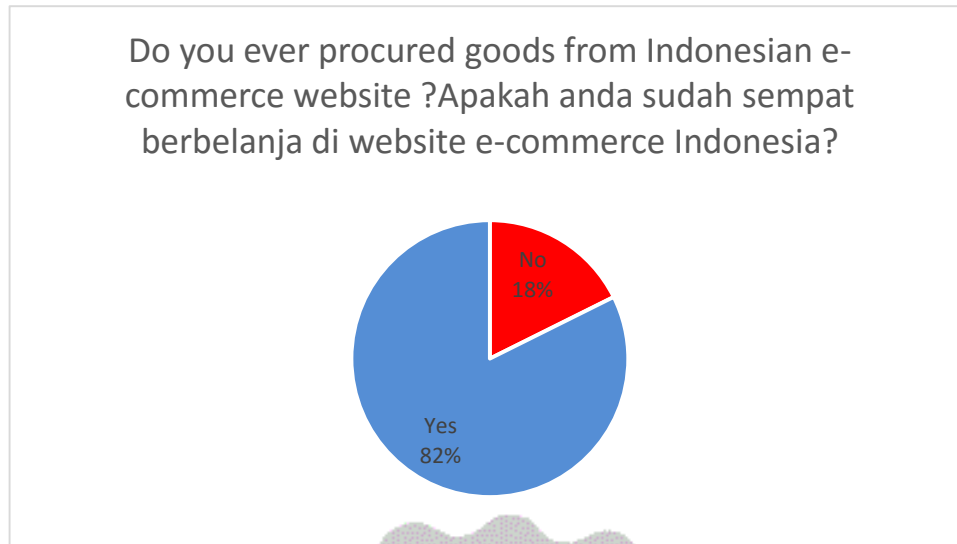 Do you ever procured goods from Indonesian e-
commerce website ?Apakah anda sudah sempat
berbelanja di website e-commerce Indonesia?
No
18%
Yes
82%